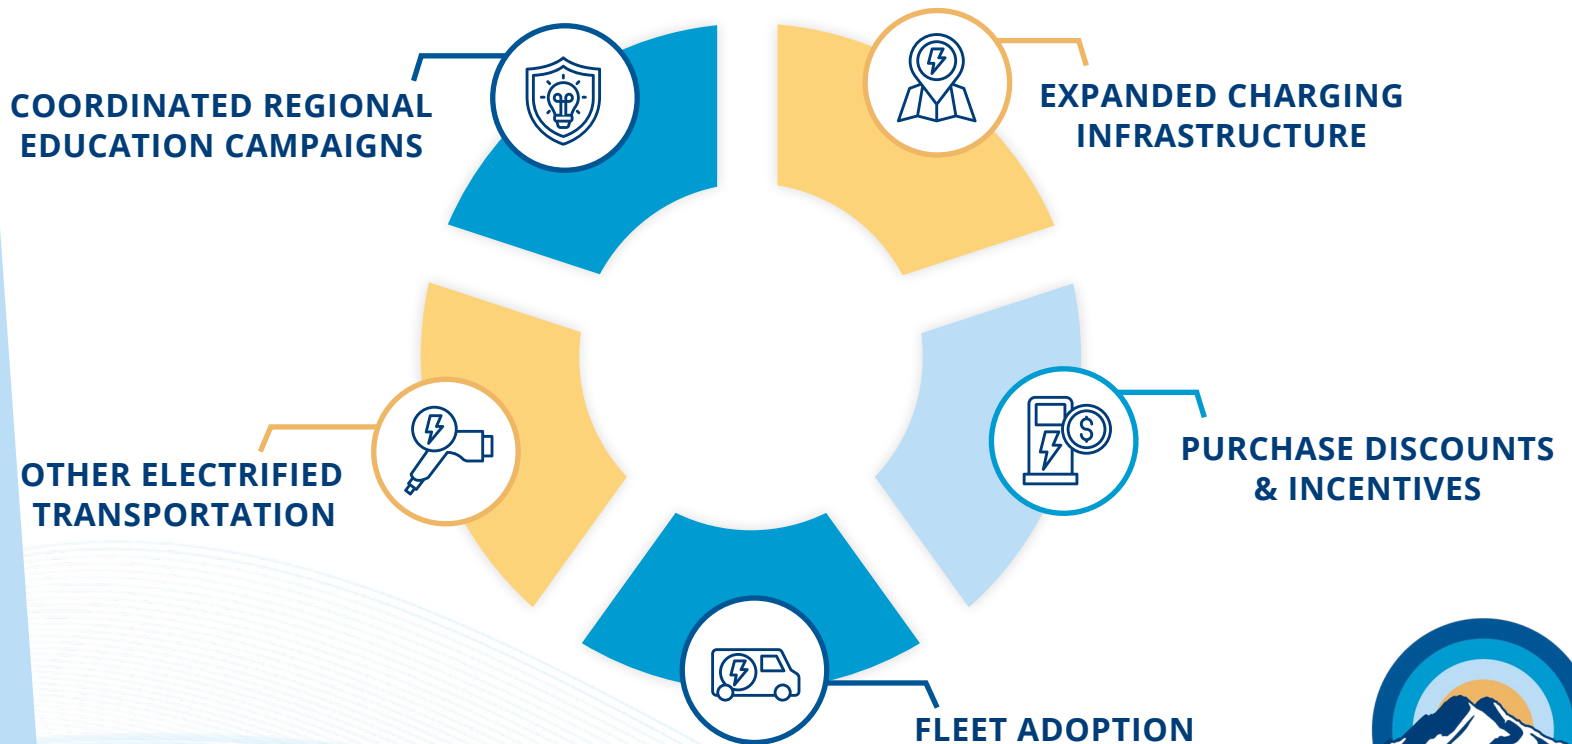 COORDINATED REGIONAL
EDUCATION CAMPAIGNS
EXPANDED CHARGING
INFRASTRUCTURE
OTHER ELECTRIFIED
TRANSPORTATION
PURCHASE DISCOUNTS
& INCENTIVES
FLEET ADOPTION